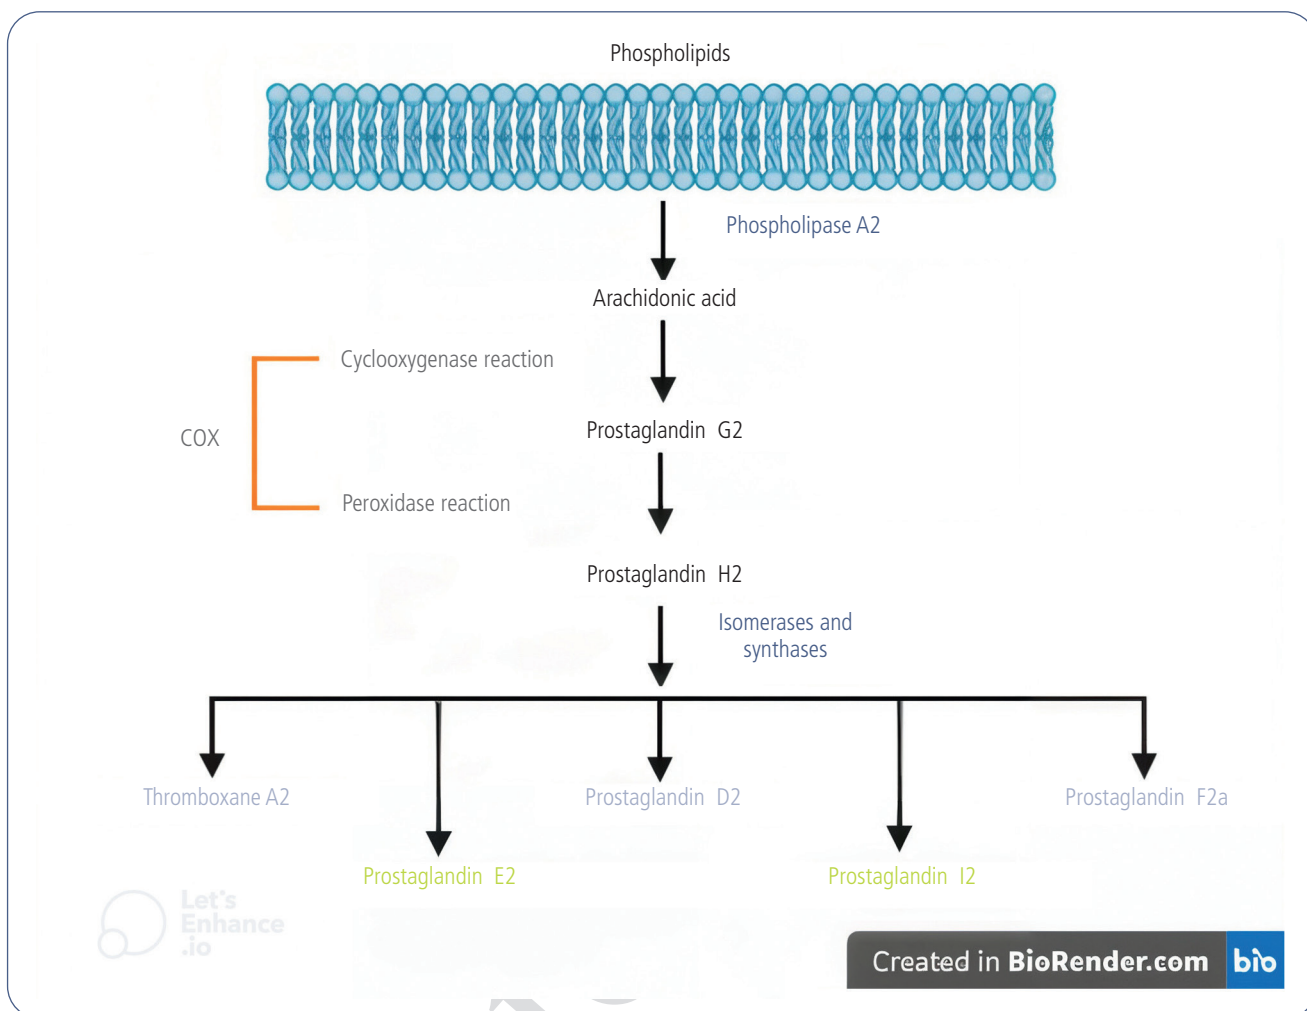 Phospholipids
Phospholipase A2
Arachidonic acid
Cyclooxygenase reaction
COX
Prostaglandin G2
Peroxidase reaction
Prostaglandin H2
Isomerases and
synthases
Thromboxane A2
Prostaglandin D2
Prostaglandin F2a
Prostaglandin E2
Prostaglandin I2
Let's
Enhance
.io
Created in BioRender.com
bio